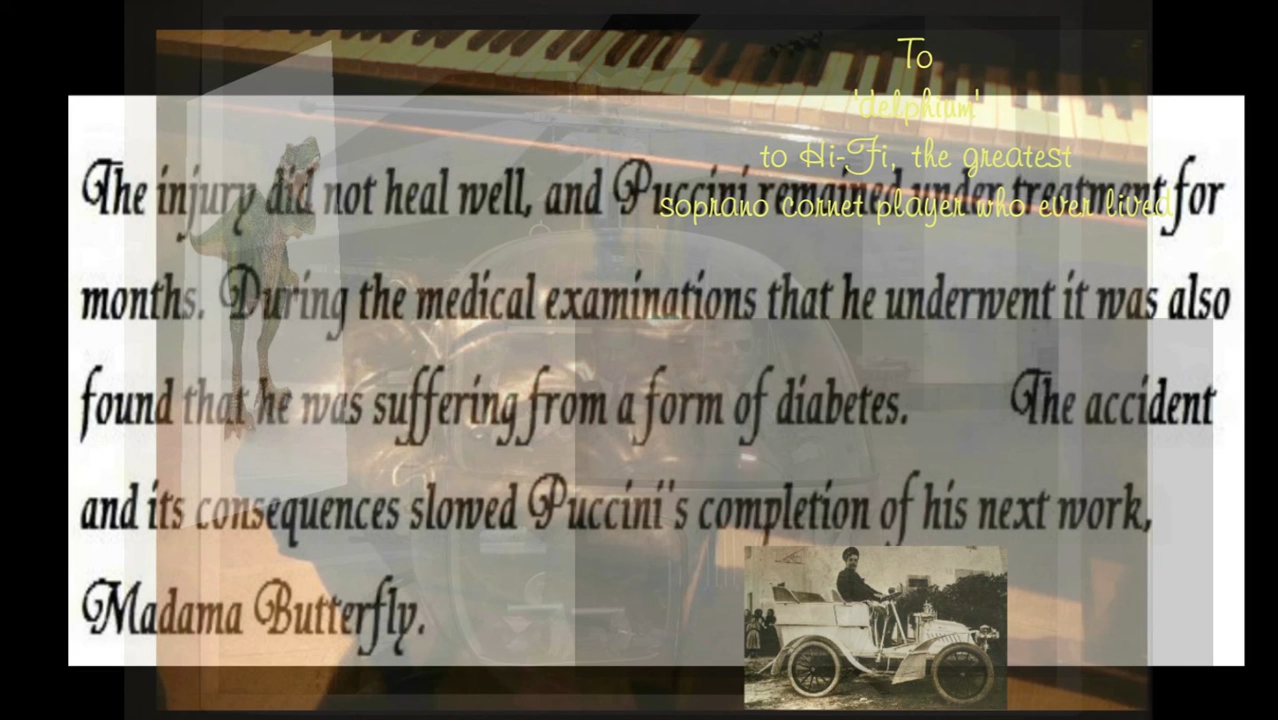 To
'delphium'
to Hi-Fi, the greatest
soprano cornet player who ever lived
The injury did not heal well, and Puccini remained under treatment for
months. During the medical examinations that he underwent it was also
found that he was suffering from a form of diabetes. The accident
and its consequences slowed Puccini's completion of his next work,
Madama Butterfly.